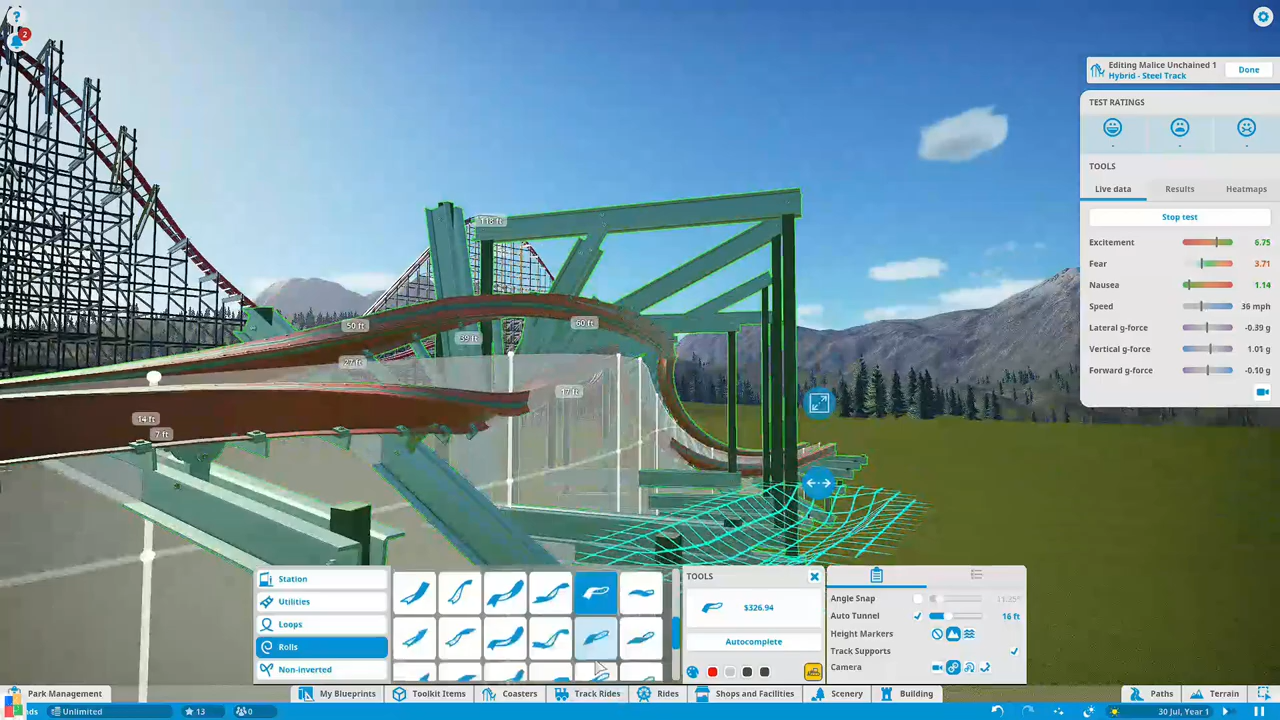 ?
2
Editing Malice Unchained 1
Hybrid - Steel Track
Done
TEST RATINGS
- - -
TOOLS
Live data Results Heatmaps
Stop test
Excitement 6.75
Fear 3.71
Nausea 1.14
Speed 36 mph
Lateral g-force -0.39 g
Vertical g-force 1.01 g
Forward g-force -0.10 g
118 ft
50 ft
60 ft
39 ft
27 ft
17 ft
14 ft
7 ft
Station
Utilities
Loops
Rolls
Non-inverted
TOOLS
$326.94
Autocomplete
Angle Snap 11.25°
Auto Tunnel 16 ft
Height Markers
Track Supports
Camera
Park Management My Blueprints Toolkit Items Coasters Track Rides Rides Shops and Facilities Scenery Building Paths Terrain
Unlimited 13 0 30 Jul, Year 1